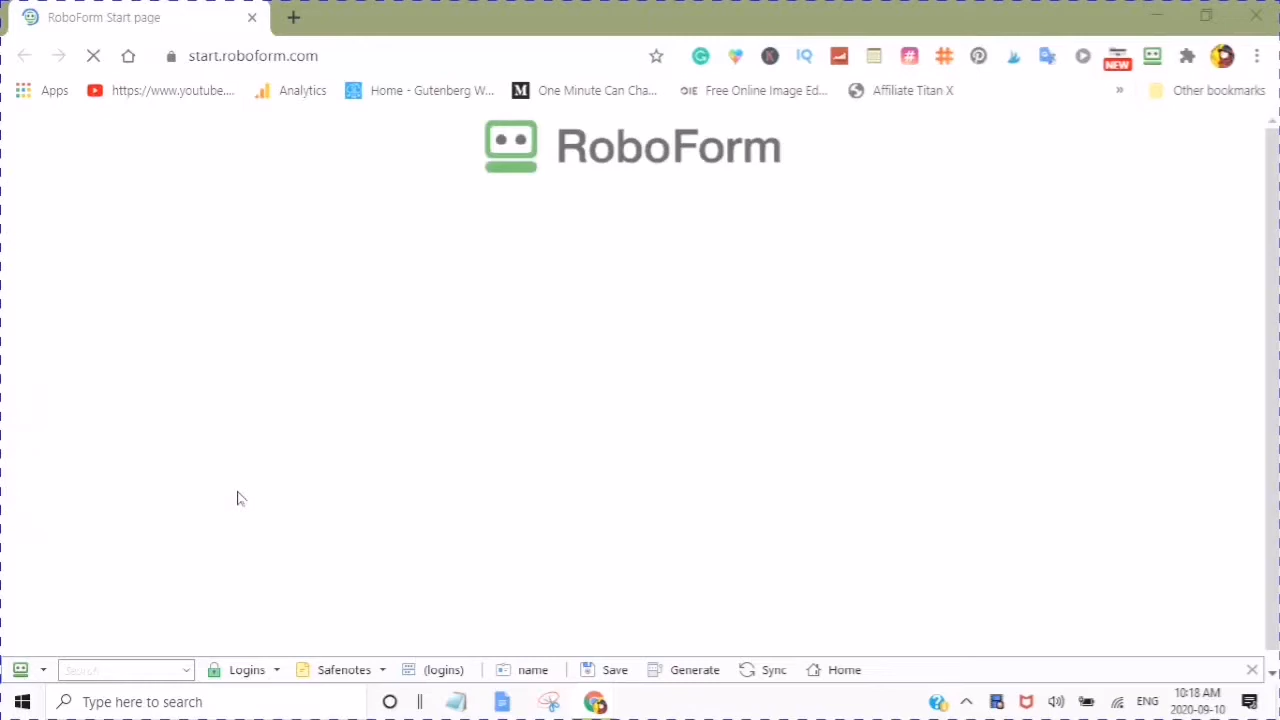 RoboForm Start page
start.roboform.com
NEW
Apps https://www.youtube.... Analytics Home - Gutenberg W... One Minute Can Cha... Free Online Image Ed... Affiliate Titan X » Other bookmarks
RoboForm
Search Logins Safenotes (logins) name Save Generate Sync Home
Type here to search ENG 10:18 AM
2020-09-10